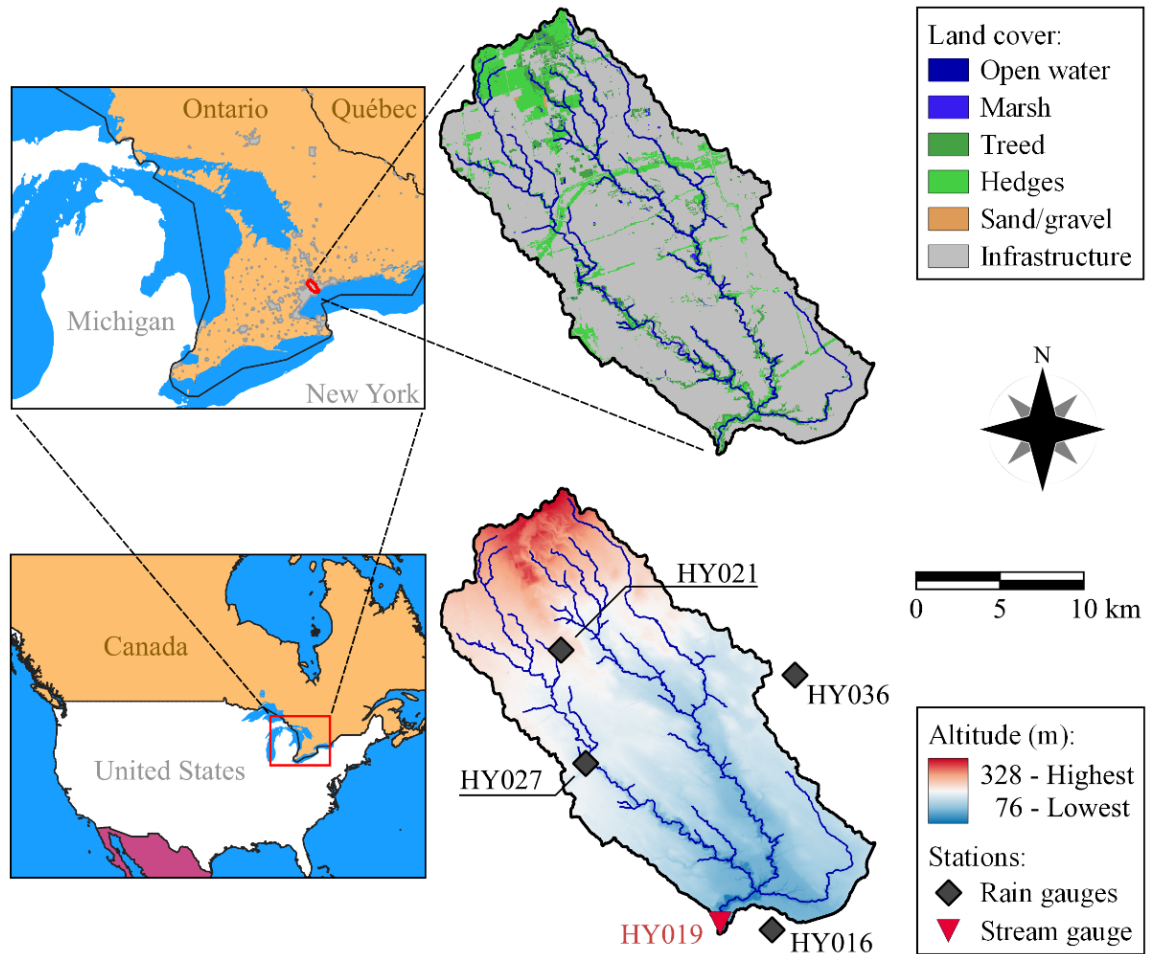 Land cover:
Open water
Marsh
Treed
Hedges
Sand/gravel
Infrastructure
Ontario
Québec
Michigan
New York
N
0 5 10 km
Canada
United States
HY021
HY036
HY027
HY019
HY016
Altitude (m):
328 - Highest
76 - Lowest
Stations:
Rain gauges
Stream gauge